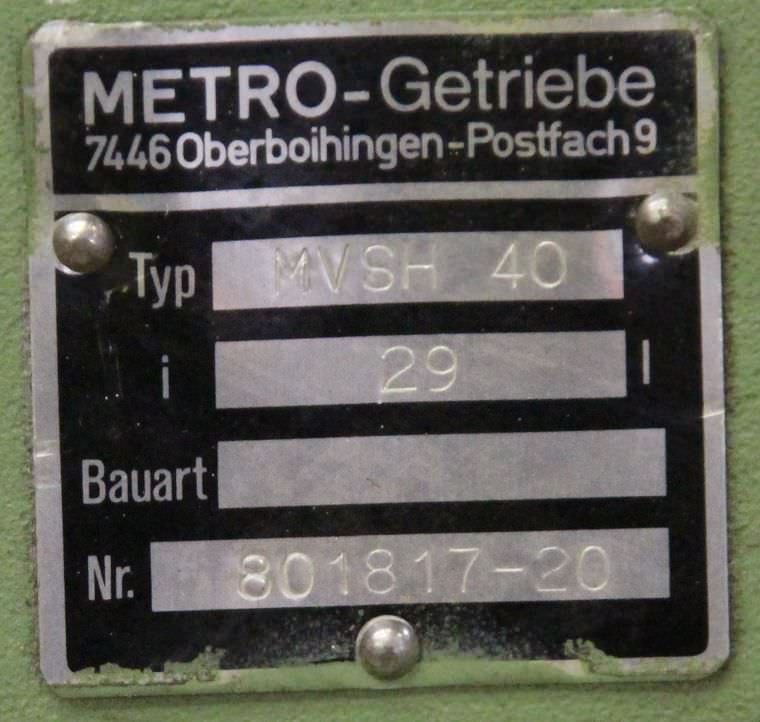 METRO-Getriebe
7446 Oberboihingen-Postfach 9
Typ MVSH 40
i 29 I
Bauart
Nr. 801817-20